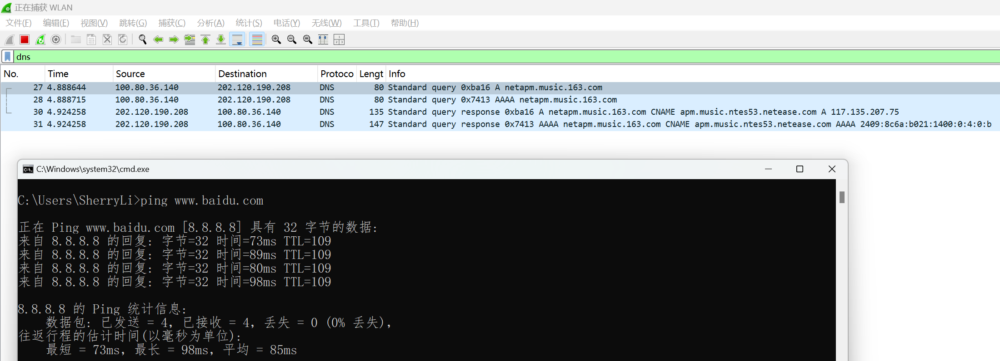 正在捕获 WLAN
文件(F) 编辑(E) 视图(V) 跳转(G) 捕获(C) 分析(A) 统计(S) 电话(Y) 无线(W) 工具(T) 帮助(H)
dns
No. Time Source Destination Protoco Lengt Info
27 4.888644 100.80.36.140 202.120.190.208 DNS 80 Standard query 0xba16 A netapm.music.163.com
28 4.888715 100.80.36.140 202.120.190.208 DNS 80 Standard query 0x7413 AAAA netapm.music.163.com
30 4.924258 202.120.190.208 100.80.36.140 DNS 135 Standard query response 0xba16 A netapm.music.163.com CNAME apm.music.ntes53.netease.com A 117.135.207.75
31 4.924258 202.120.190.208 100.80.36.140 DNS 147 Standard query response 0x7413 AAAA netapm.music.163.com CNAME apm.music.ntes53.netease.com AAAA 2409:8c6a:b021:1400:0:4:0:b
C:\Windows\system32\cmd.exe
C:\Users\SherryLi>ping www.baidu.com
正在 Ping www.baidu.com [8.8.8.8] 具有 32 字节的数据:
来自 8.8.8.8 的回复: 字节=32 时间=73ms TTL=109
来自 8.8.8.8 的回复: 字节=32 时间=89ms TTL=109
来自 8.8.8.8 的回复: 字节=32 时间=80ms TTL=109
来自 8.8.8.8 的回复: 字节=32 时间=98ms TTL=109
8.8.8.8 的 Ping 统计信息:
数据包: 已发送 = 4, 已接收 = 4, 丢失 = 0 (0% 丢失),
往返行程的估计时间(以毫秒为单位):
最短 = 73ms, 最长 = 98ms, 平均 = 85ms